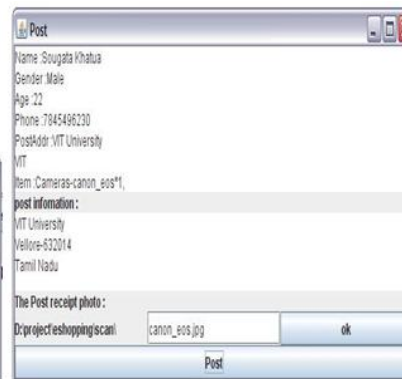 Post
Name :Sougata Khatua
Gender :Male
Age :22
Phone :7845496230
PostAddr :VIT University
VIT
Item :Cameras-canon_eos*1,
post infomation :
VIT University
Vellore-632014
Tamil Nadu
The Post receipt photo :
D:\project\eshopping\scan\ canon_eos.jpg ok
Post